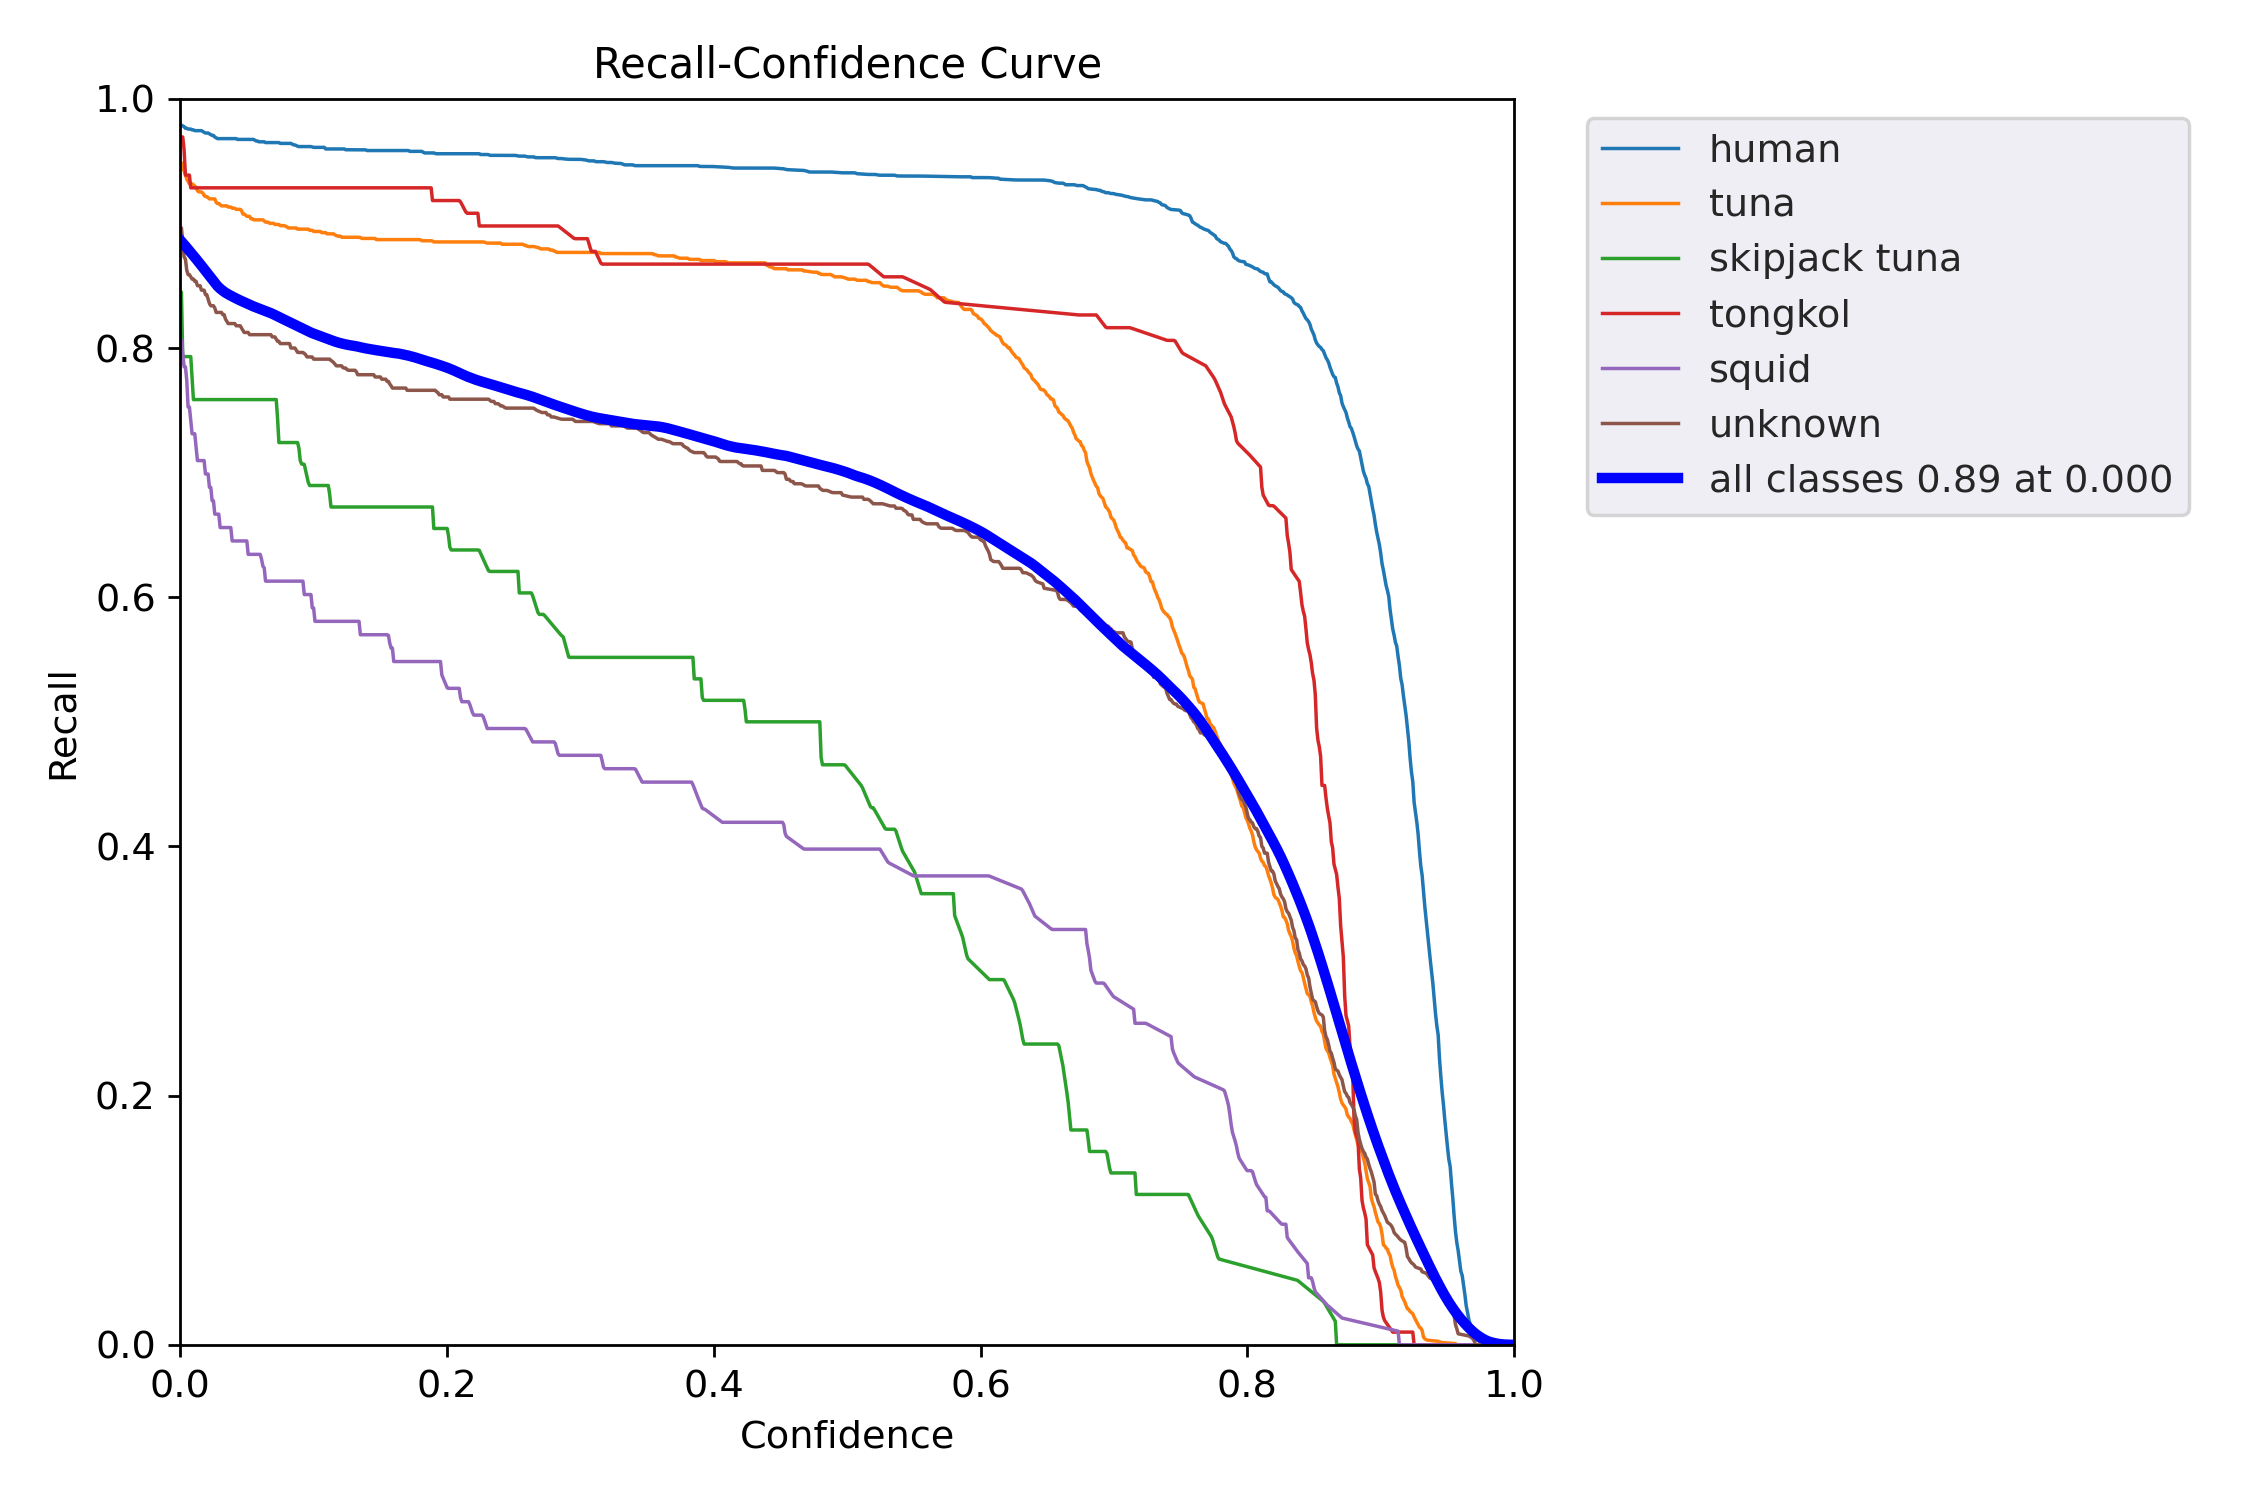 Recall-Confidence Curve
1.0
0.8
0.6
0.4
0.2
0.0
Recall
0.0 0.2 0.4 0.6 0.8 1.0
Confidence
human
tuna
skipjack tuna
tongkol
squid
unknown
all classes 0.89 at 0.000